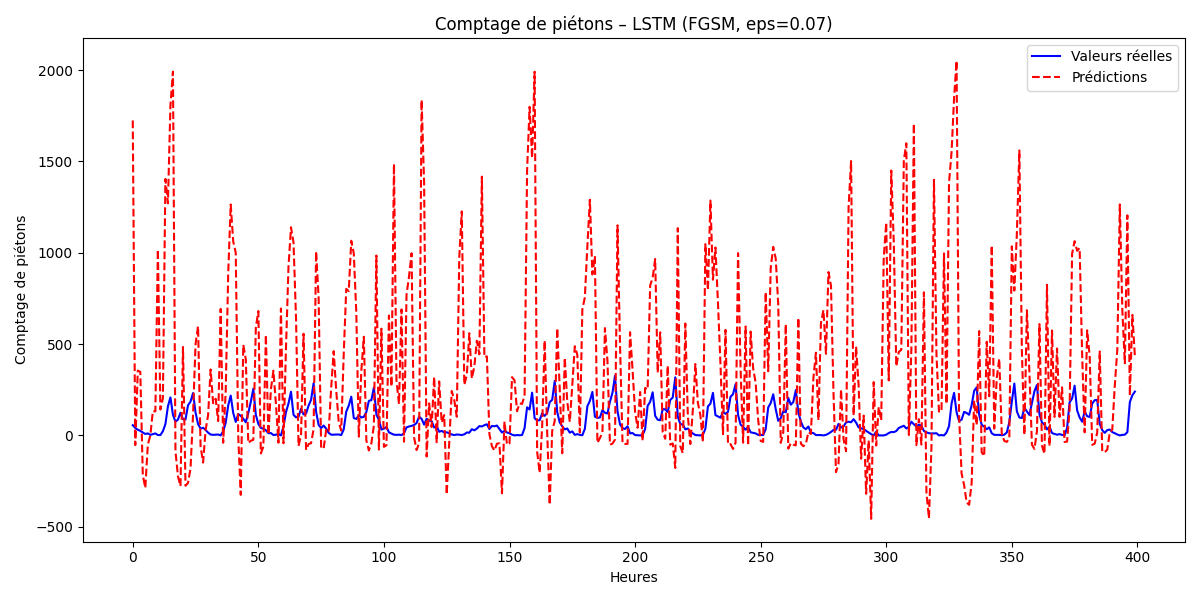 Comptage de piétons – LSTM (FGSM, eps=0.07)
Valeurs réelles
Prédictions
Comptage de piétons
2000
1500
1000
500
0
−500
0 50 100 150 200 250 300 350 400
Heures